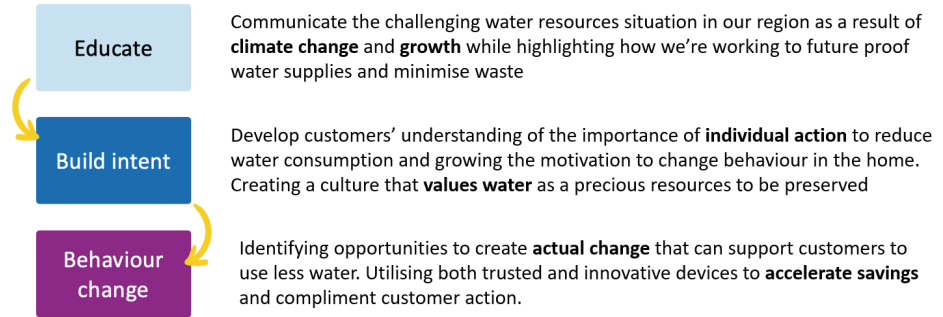 Educate
Communicate the challenging water resources situation in our region as a result of
climate change and growth while highlighting how we’re working to future proof
water supplies and minimise waste
Build intent
Develop customers’ understanding of the importance of individual action to reduce
water consumption and growing the motivation to change behaviour in the home.
Creating a culture that values water as a precious resources to be preserved
Behaviour
change
Identifying opportunities to create actual change that can support customers to
use less water. Utilising both trusted and innovative devices to accelerate savings
and compliment customer action.